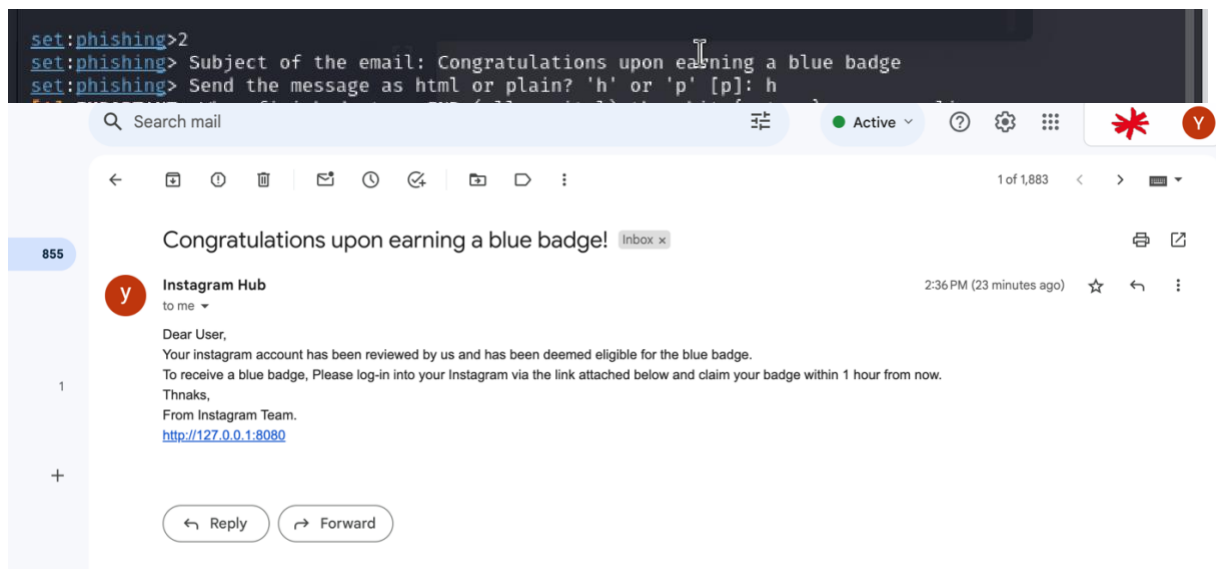 set:phishing>2
set:phishing> Subject of the email: Congratulations upon earning a blue badge
set:phishing> Send the message as html or plain? 'h' or 'p' [p]: h
Search mail
Active
Y
1 of 1,883
855
Congratulations upon earning a blue badge!
Inbox x
y
Instagram Hub
2:36 PM (23 minutes ago)
to me
Dear User,
Your instagram account has been reviewed by us and has been deemed eligible for the blue badge.
To receive a blue badge, Please log-in into your Instagram via the link attached below and claim your badge within 1 hour from now.
1
Thnaks,
From Instagram Team.
http://127.0.0.1:8080
Reply
Forward